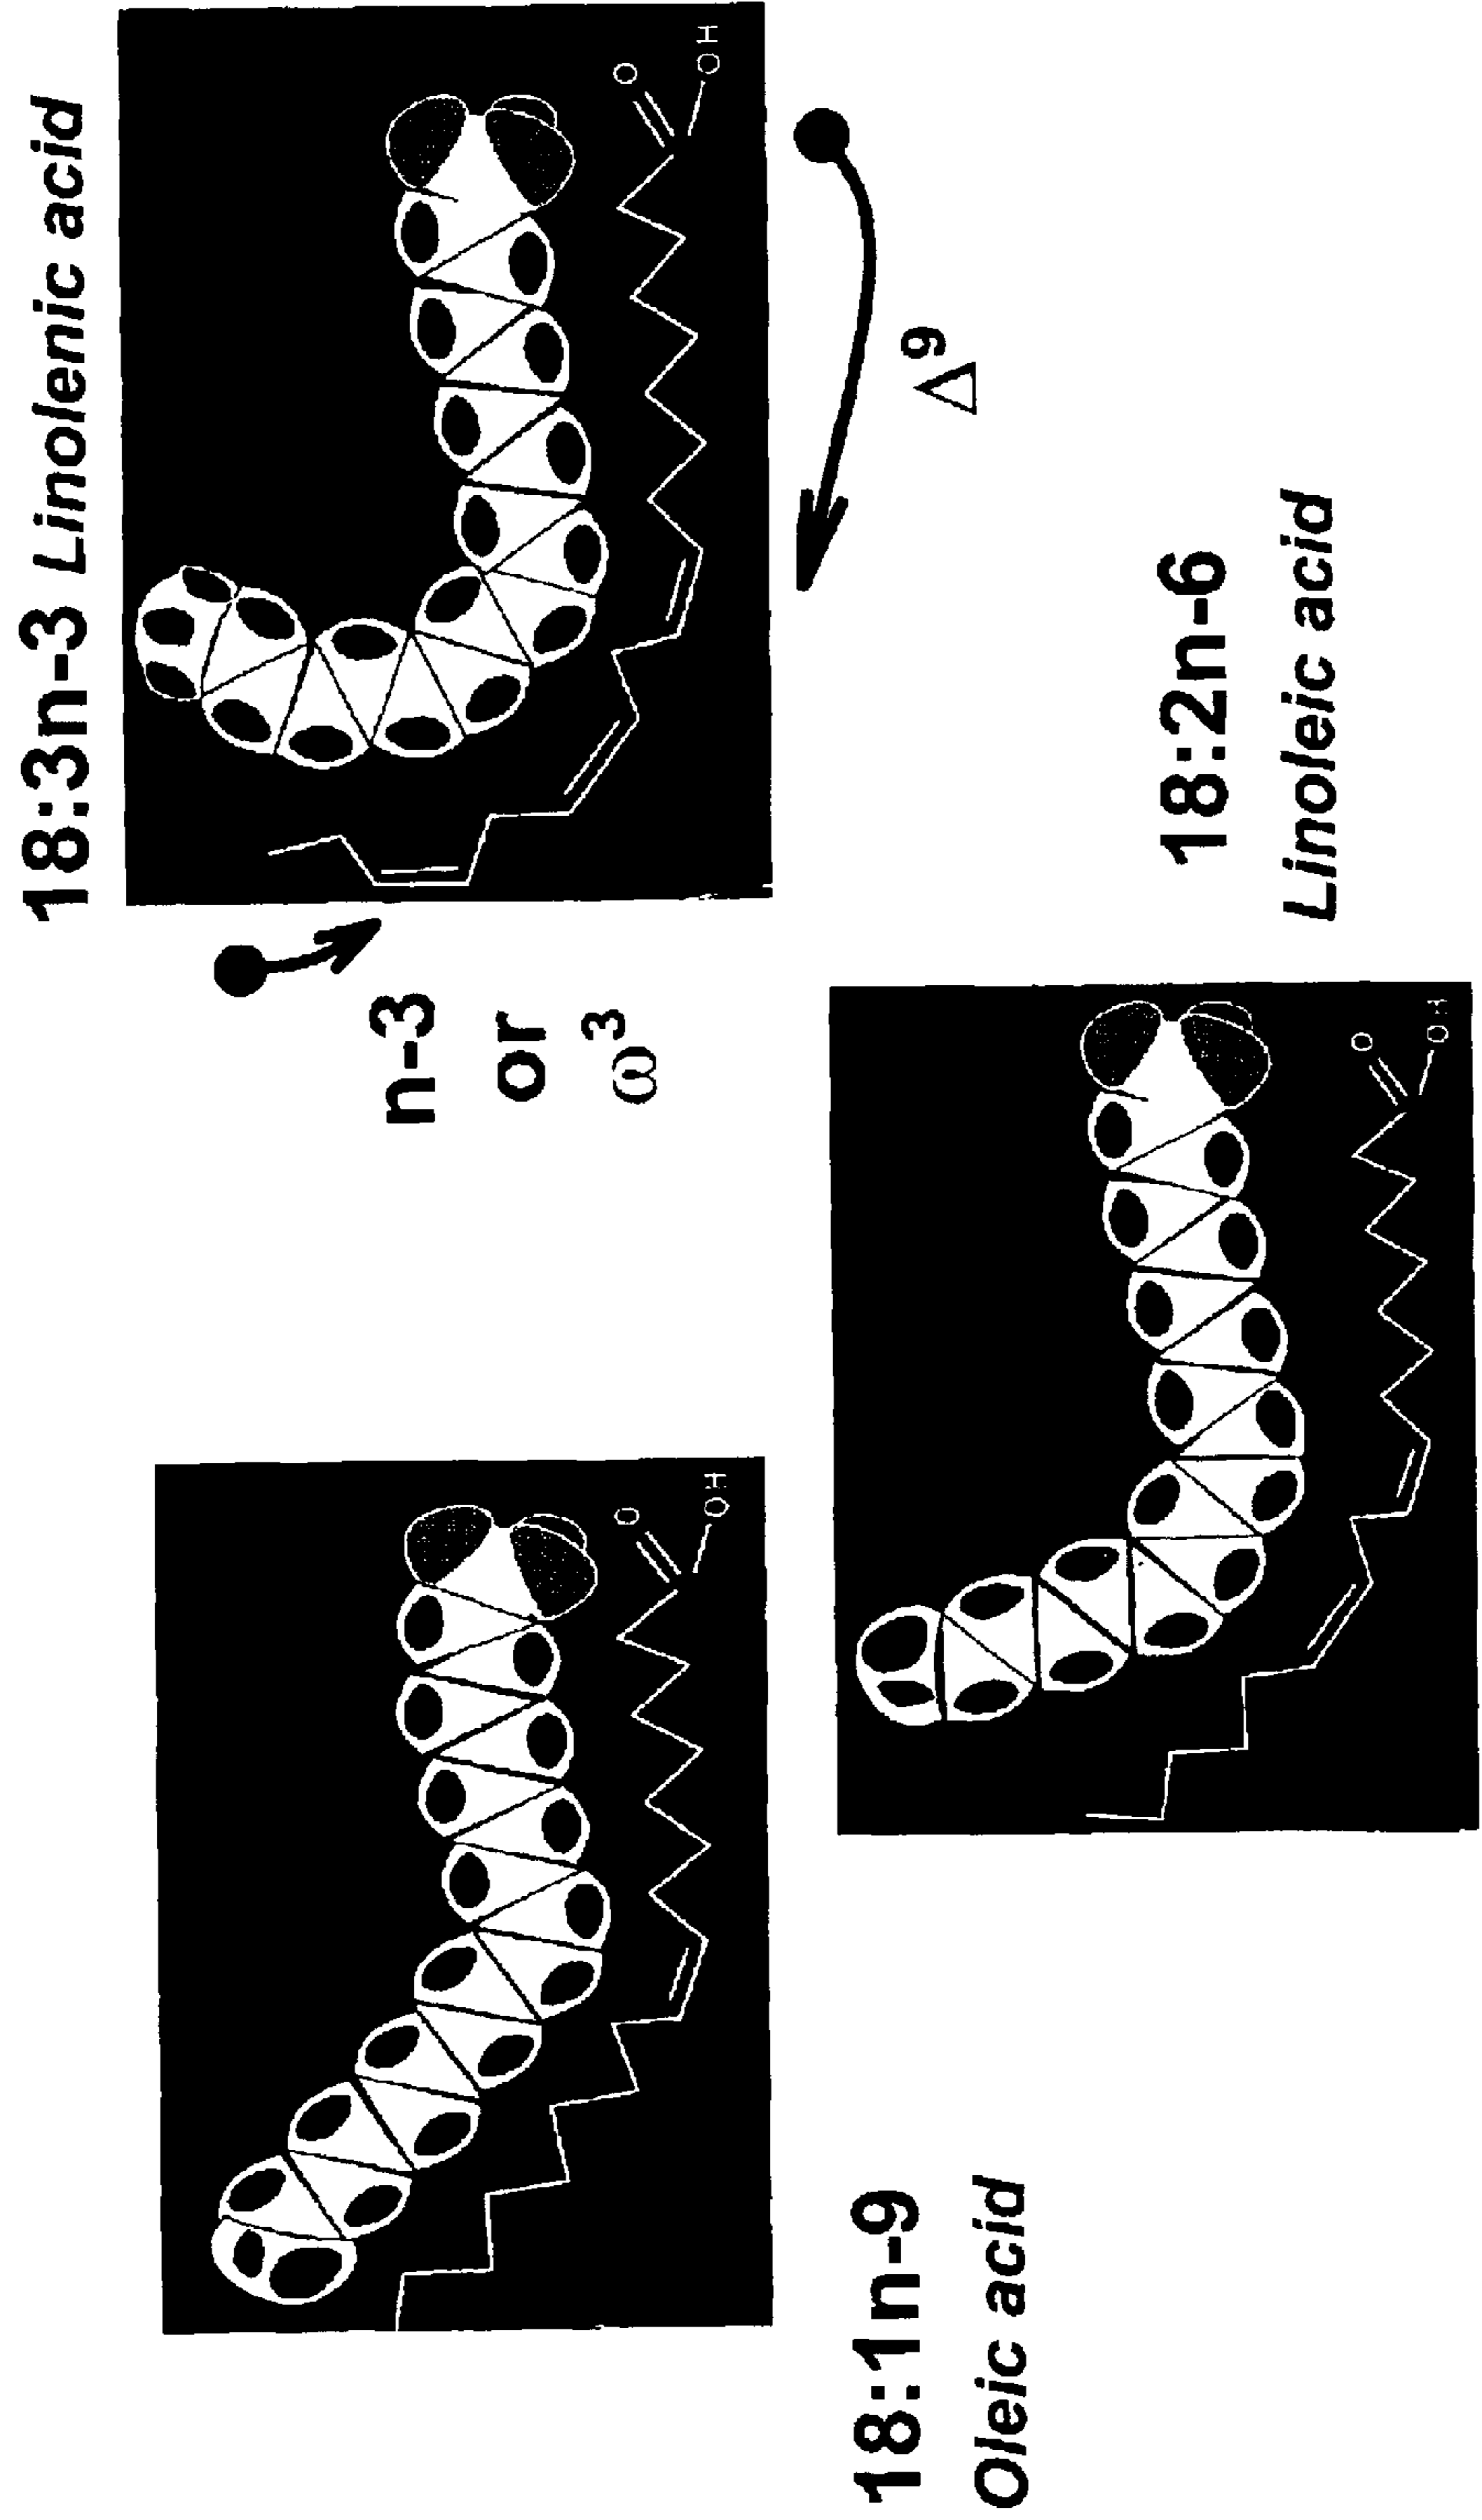 18:3n-3 Linolenic acid
O
OH
n-3
or
ω3
Δ9
O
OH
18:1n-9
Oleic acid
O
OH
18:2n-6
Linoleic acid